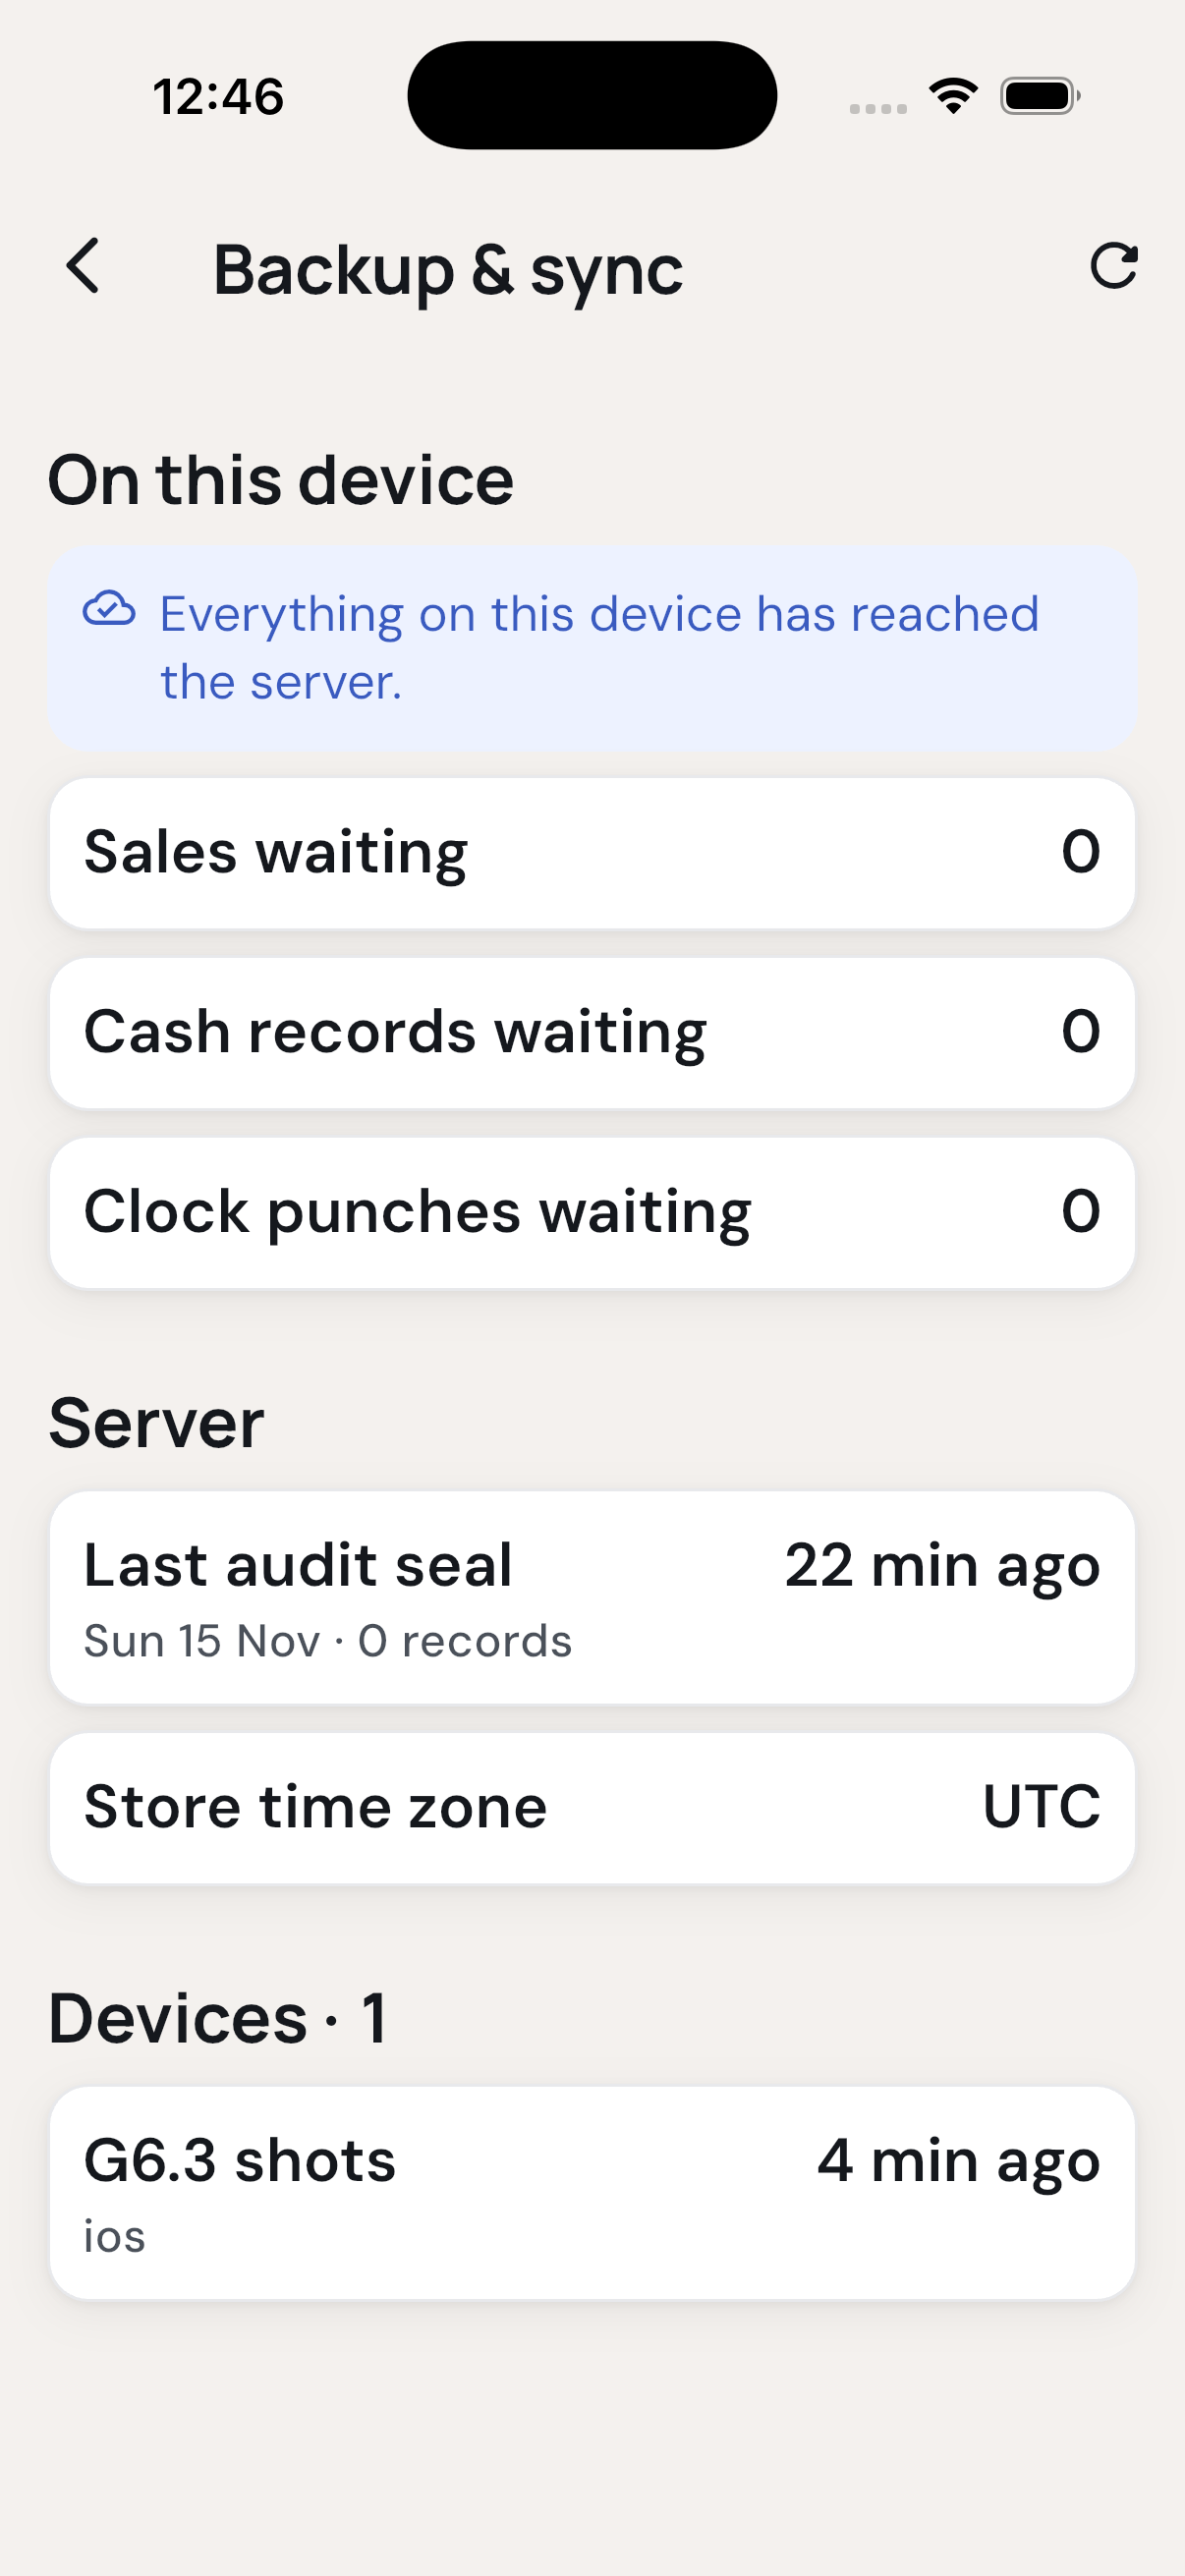 12:46
Backup & sync
On this device
Everything on this device has reached
the server.
Sales waiting 0
Cash records waiting 0
Clock punches waiting 0
Server
Last audit seal 22 min ago
Sun 15 Nov · 0 records
Store time zone UTC
Devices · 1
G6.3 shots 4 min ago
ios